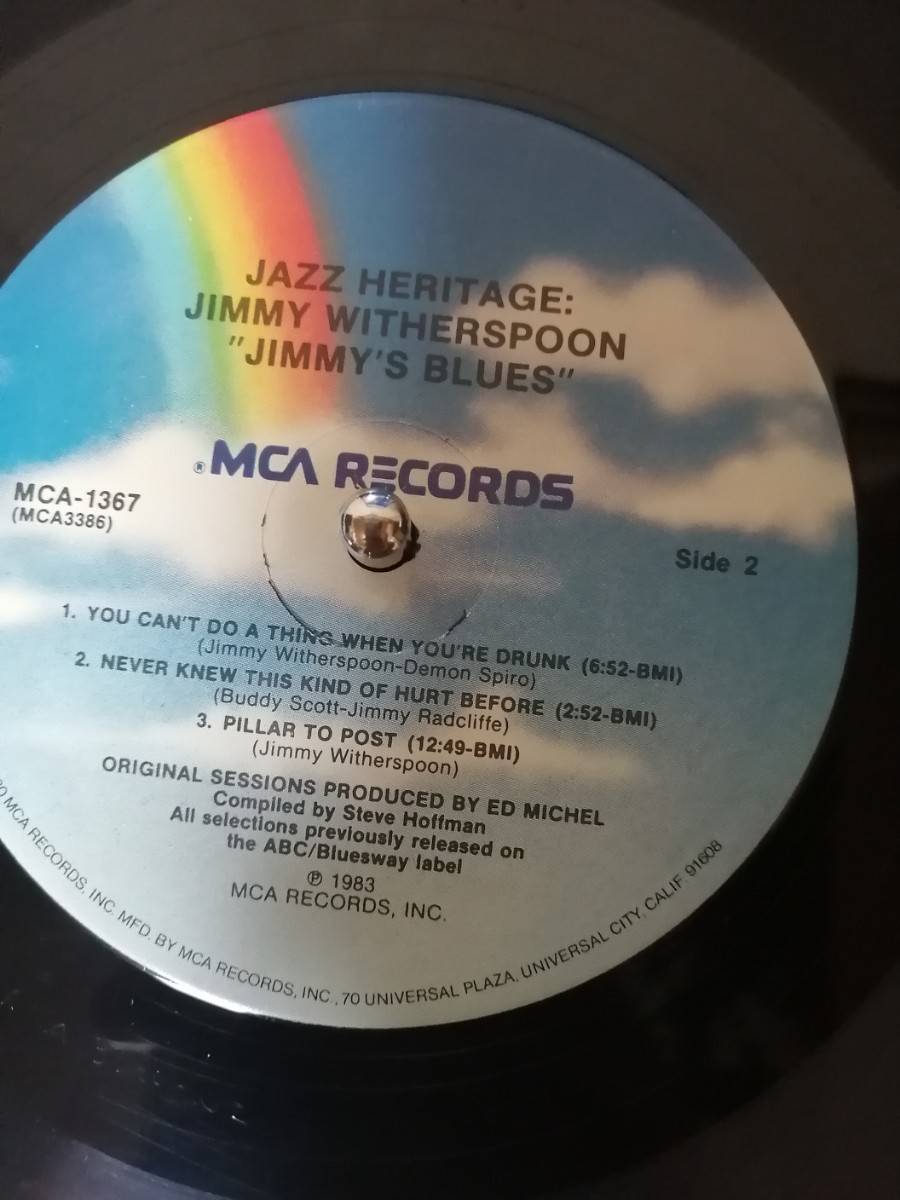 JAZZ HERITAGE:
JIMMY WITHERSPOON
"JIMMY'S BLUES"
®MCA RECORDS
MCA-1367
(MCA3386)
Side 2
1. YOU CAN'T DO A THING WHEN YOU'RE DRUNK (6:52-BMI)
(Jimmy Witherspoon-Demon Spiro)
2. NEVER KNEW THIS KIND OF HURT BEFORE (2:52-BMI)
(Buddy Scott-Jimmy Radcliffe)
3. PILLAR TO POST (12:49-BMI)
(Jimmy Witherspoon)
ORIGINAL SESSIONS PRODUCED BY ED MICHEL
Compiled by Steve Hoffman
All selections previously released on
the ABC/Bluesway label
℗ 1983
MCA RECORDS, INC.
MCA RECORDS, INC. MFD. BY MCA RECORDS, INC., 70 UNIVERSAL PLAZA, UNIVERSAL CITY, CALIF. 91608